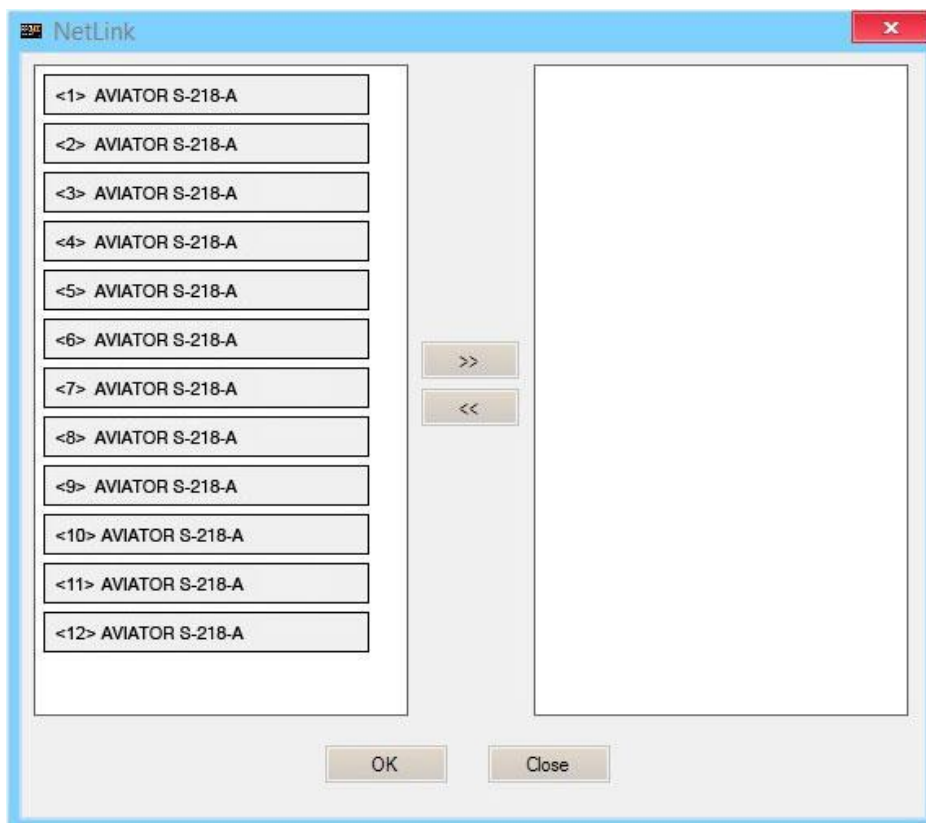 NetLink
<1> AVIATOR S-218-A
<2> AVIATOR S-218-A
<3> AVIATOR S-218-A
<4> AVIATOR S-218-A
<5> AVIATOR S-218-A
<6> AVIATOR S-218-A
<7> AVIATOR S-218-A
<8> AVIATOR S-218-A
<9> AVIATOR S-218-A
<10> AVIATOR S-218-A
<11> AVIATOR S-218-A
<12> AVIATOR S-218-A
>>
<<
OK Close